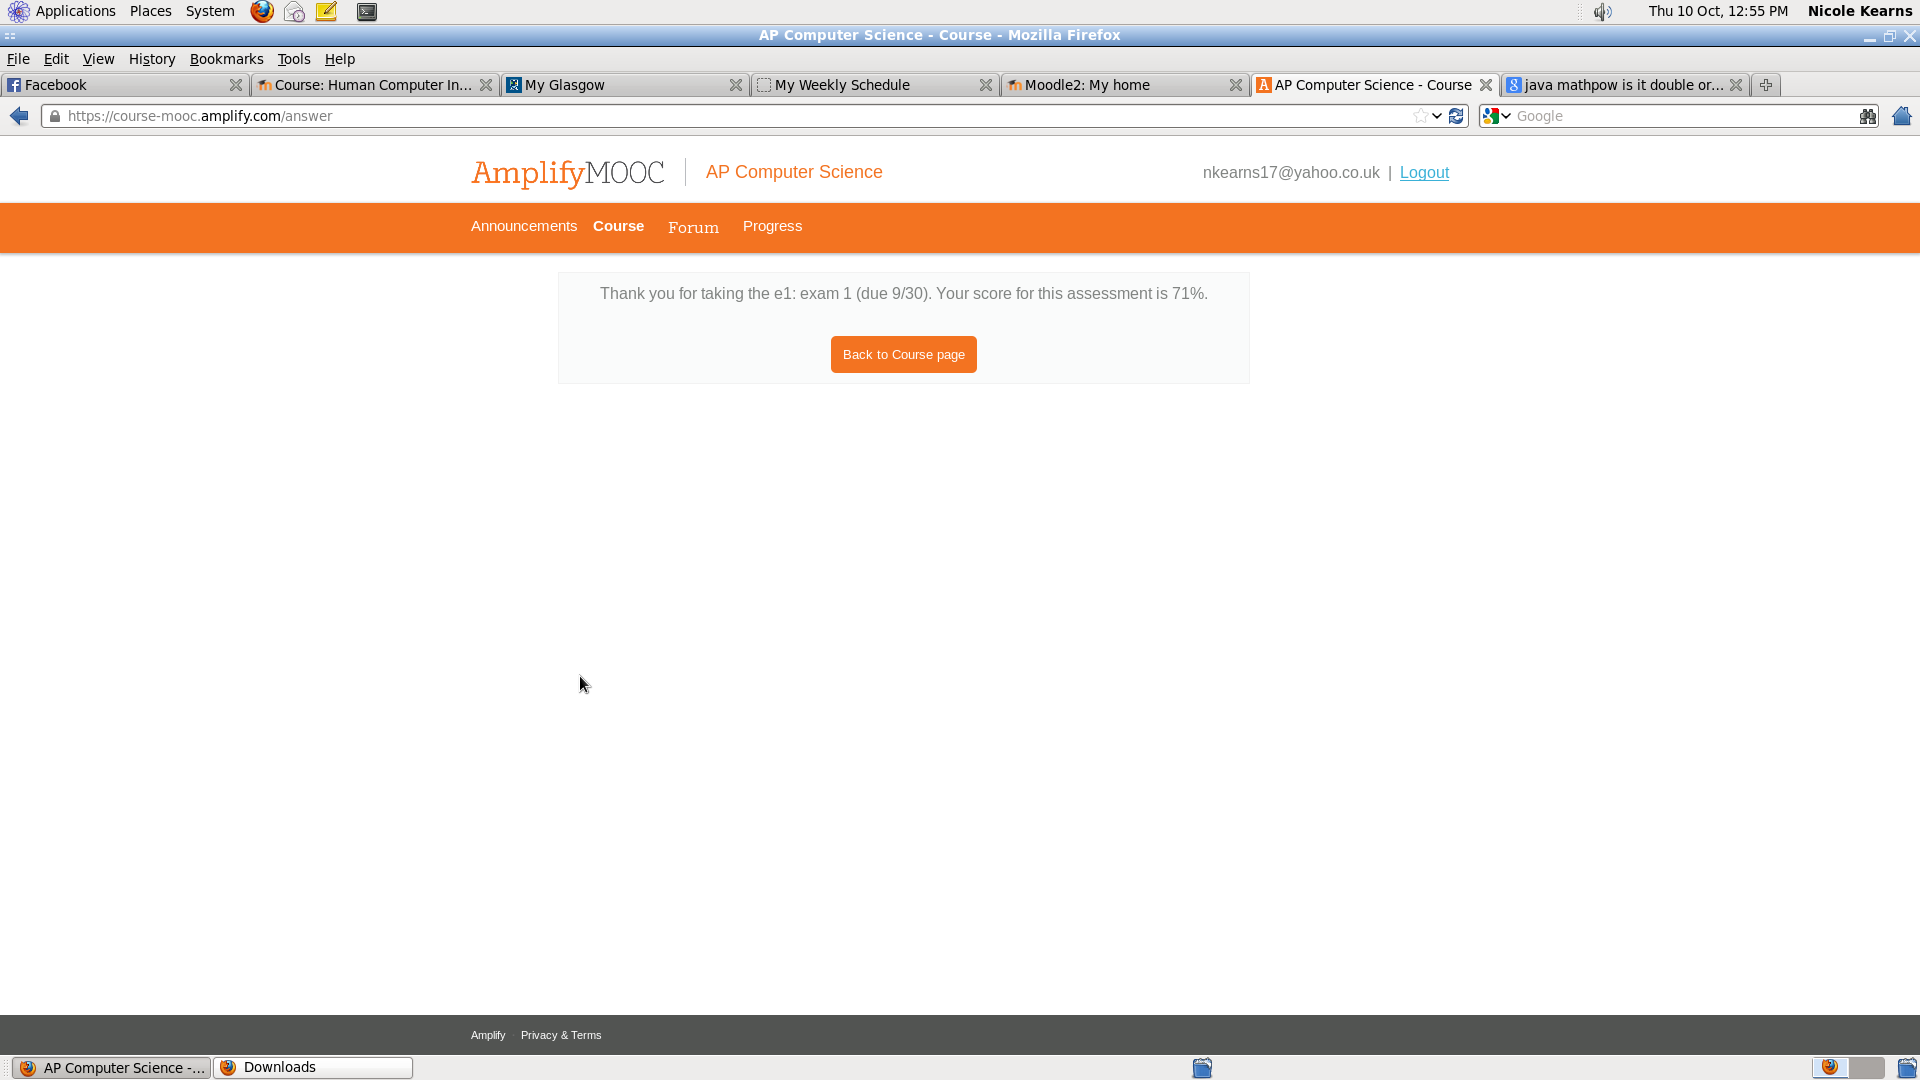 Applications Places System Thu 10 Oct, 12:55 PM Nicole Kearns
AP Computer Science - Course - Mozilla Firefox
File Edit View History Bookmarks Tools Help
Facebook Course: Human Computer In... My Glasgow My Weekly Schedule Moodle2: My home AP Computer Science - Course java mathpow is it double or...
https://course-mooc.amplify.com/answer Google
AmplifyMOOC AP Computer Science nkearns17@yahoo.co.uk | Logout
Announcements Course Forum Progress
Thank you for taking the e1: exam 1 (due 9/30). Your score for this assessment is 71%.
Back to Course page
Amplify Privacy & Terms
AP Computer Science -... Downloads